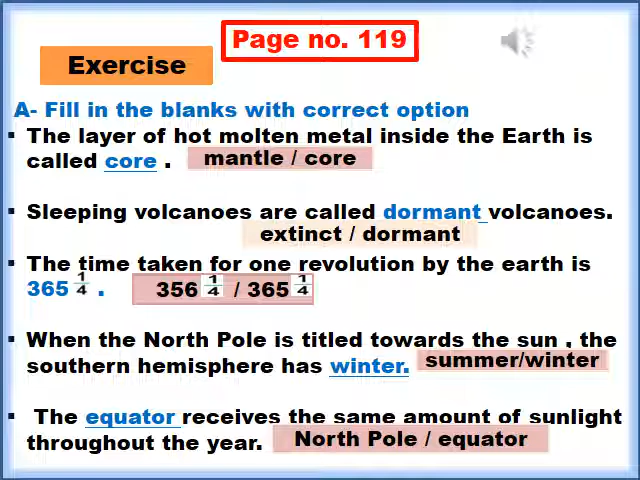 Page no. 119
Exercise
A- Fill in the blanks with correct option
▪ The layer of hot molten metal inside the Earth is
called core . mantle / core
▪ Sleeping volcanoes are called dormant volcanoes.
extinct / dormant
▪ The time taken for one revolution by the earth is
365 1/4 . 356 1/4 / 365 1/4
▪ When the North Pole is titled towards the sun , the
southern hemisphere has winter. summer/winter
▪ The equator receives the same amount of sunlight
throughout the year. North Pole / equator